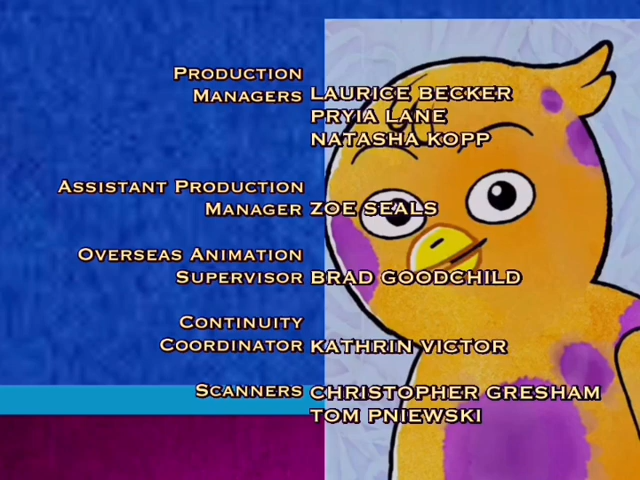 PRODUCTION
MANAGERS LAURICE BECKER
PRYIA LANE
NATASHA KOPP
ASSISTANT PRODUCTION
MANAGER ZOE SEALS
OVERSEAS ANIMATION
SUPERVISOR BRAD GOODCHILD
CONTINUITY
COORDINATOR KATHRIN VICTOR
SCANNERS CHRISTOPHER GRESHAM
TOM PNIEWSKI